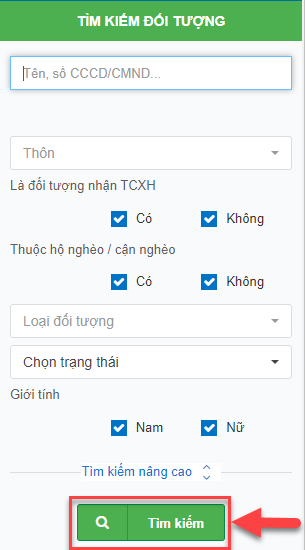 TÌM KIẾM ĐỐI TƯỢNG
Tên, số CCCD/CMND...
Thôn
Là đối tượng nhận TCXH
Có Không
Thuộc hộ nghèo / cận nghèo
Có Không
Loại đối tượng
Chọn trạng thái
Giới tính
Nam Nữ
Tìm kiếm nâng cao
Tìm kiếm